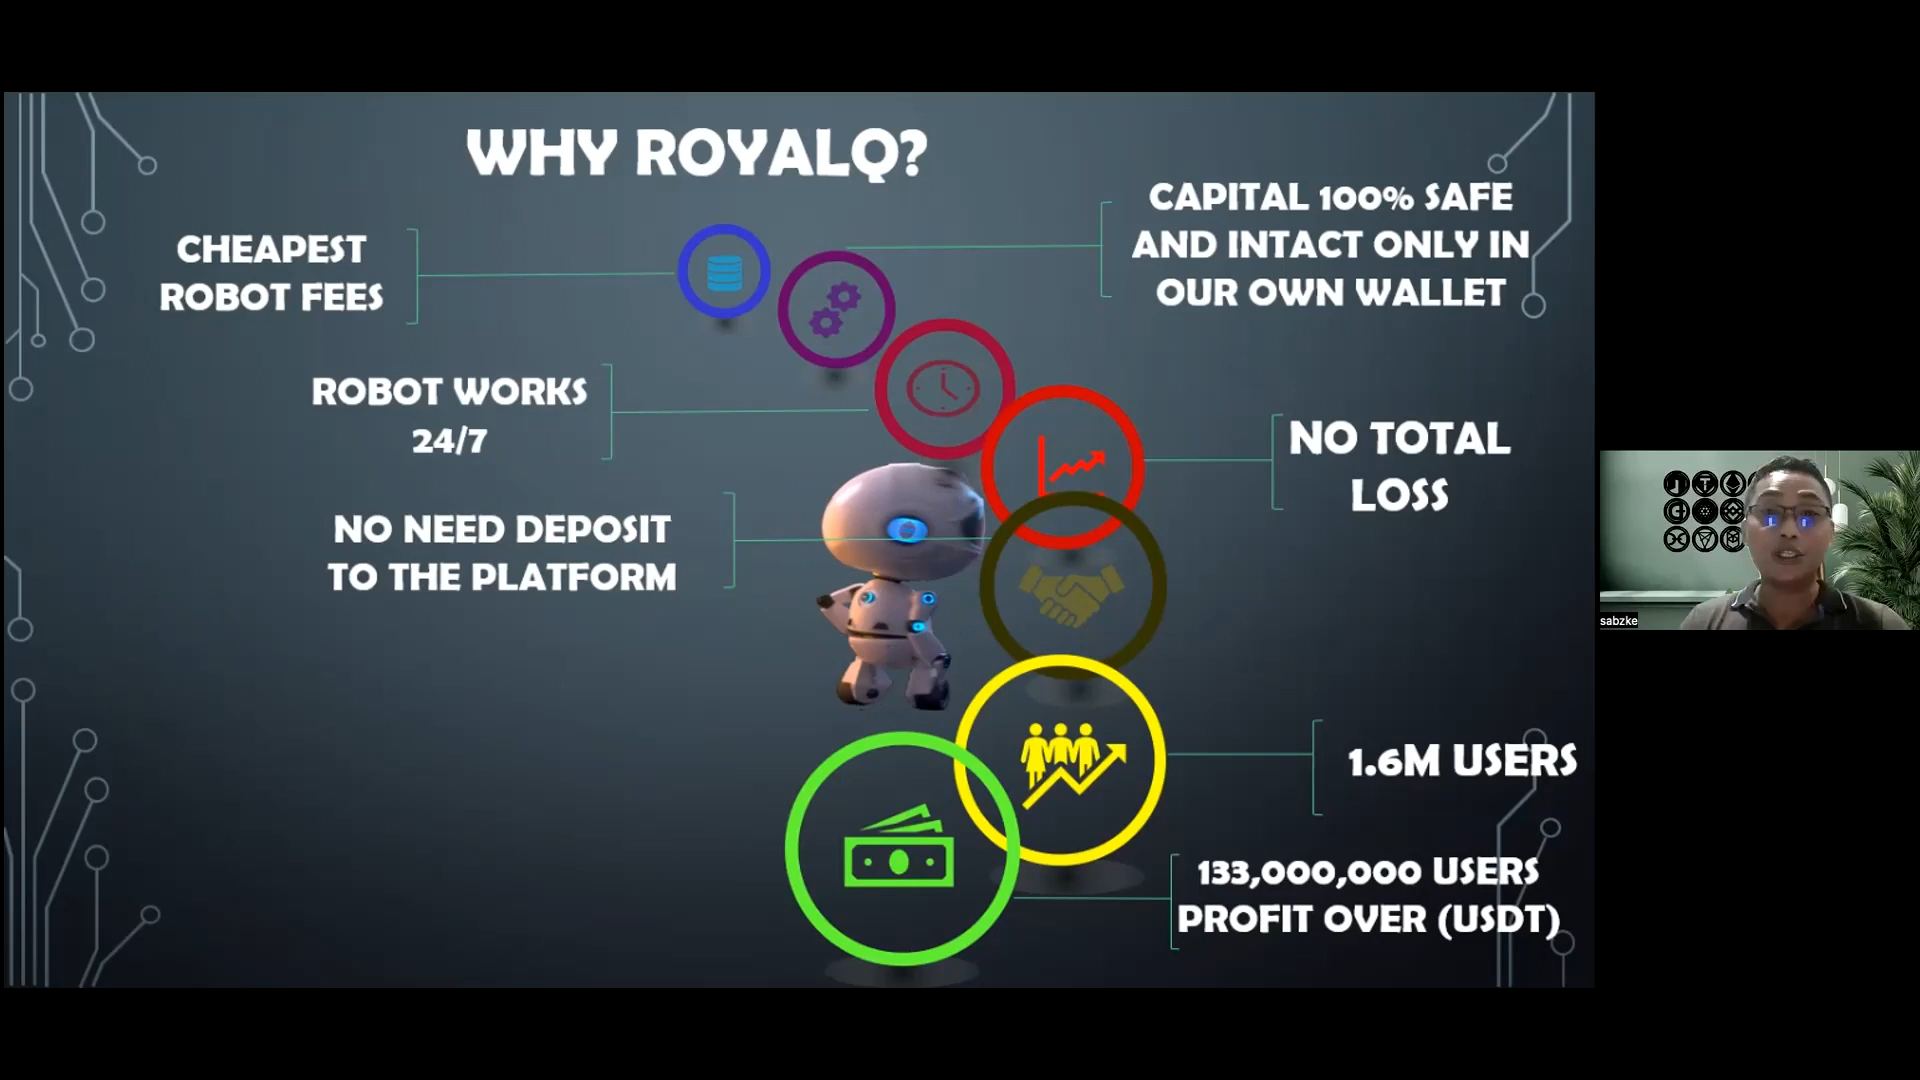 WHY ROYALQ?
CHEAPEST
ROBOT FEES
CAPITAL 100% SAFE
AND INTACT ONLY IN
OUR OWN WALLET
ROBOT WORKS
24/7
NO TOTAL
LOSS
NO NEED DEPOSIT
TO THE PLATFORM
1.6M USERS
133,000,000 USERS
PROFIT OVER (USDT)
sabzke